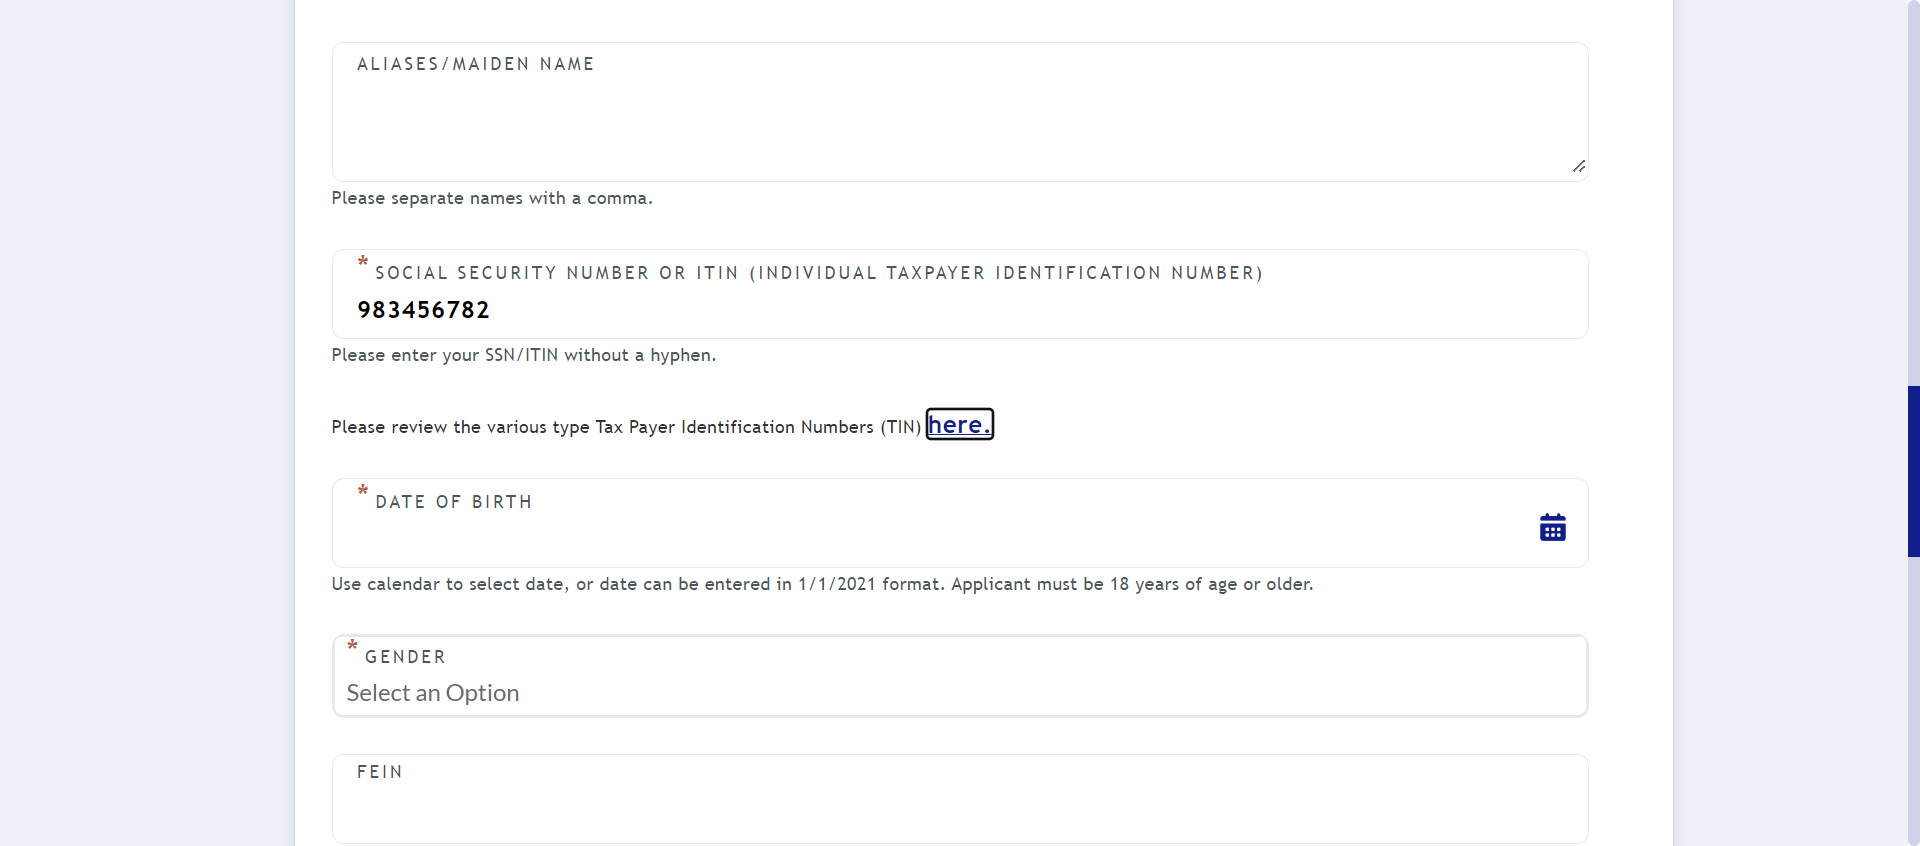 ALIASES/MAIDEN NAME
Please separate names with a comma.
* SOCIAL SECURITY NUMBER OR ITIN (INDIVIDUAL TAXPAYER IDENTIFICATION NUMBER)
983456782
Please enter your SSN/ITIN without a hyphen.
Please review the various type Tax Payer Identification Numbers (TIN) here.
* DATE OF BIRTH
Use calendar to select date, or date can be entered in 1/1/2021 format. Applicant must be 18 years of age or older.
* GENDER
Select an Option
FEIN